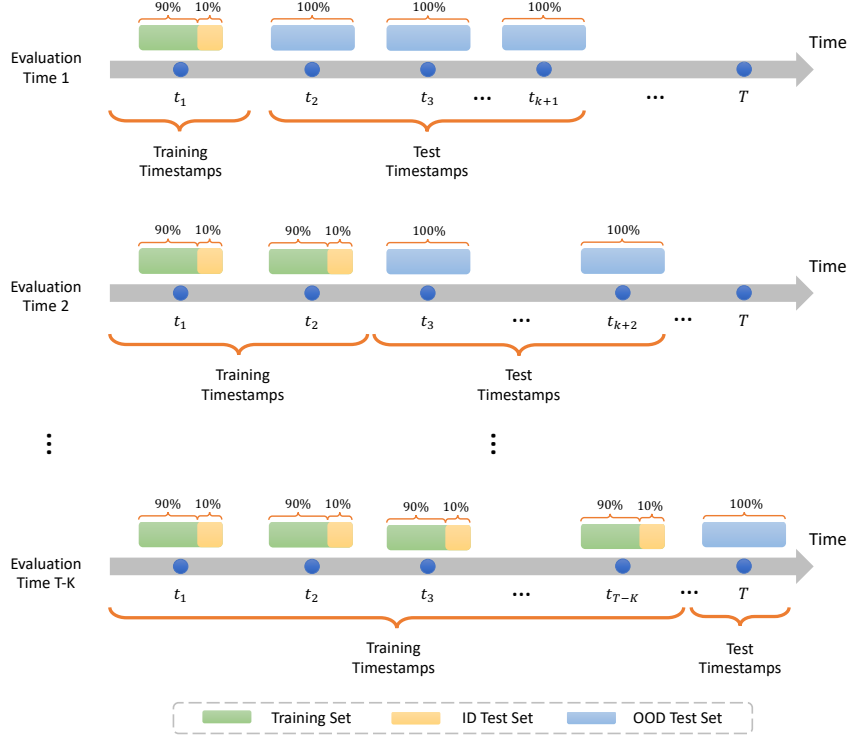 90% 10% 100% 100% 100%
Time
Evaluation
Time 1
t₁ t₂ t₃ ... tₖ₊₁ ... T
Training
Timestamps
Test
Timestamps
90% 10% 90% 10% 100% 100%
Time
Evaluation
Time 2
t₁ t₂ t₃ ... tₖ₊₂ ... T
Training
Timestamps
Test
Timestamps
90% 10% 90% 10% 90% 10% 90% 10% 100%
Time
Evaluation
Time T-K
t₁ t₂ t₃ ... t_{T−K} ... T
Training
Timestamps
Test
Timestamps
Training Set ID Test Set OOD Test Set